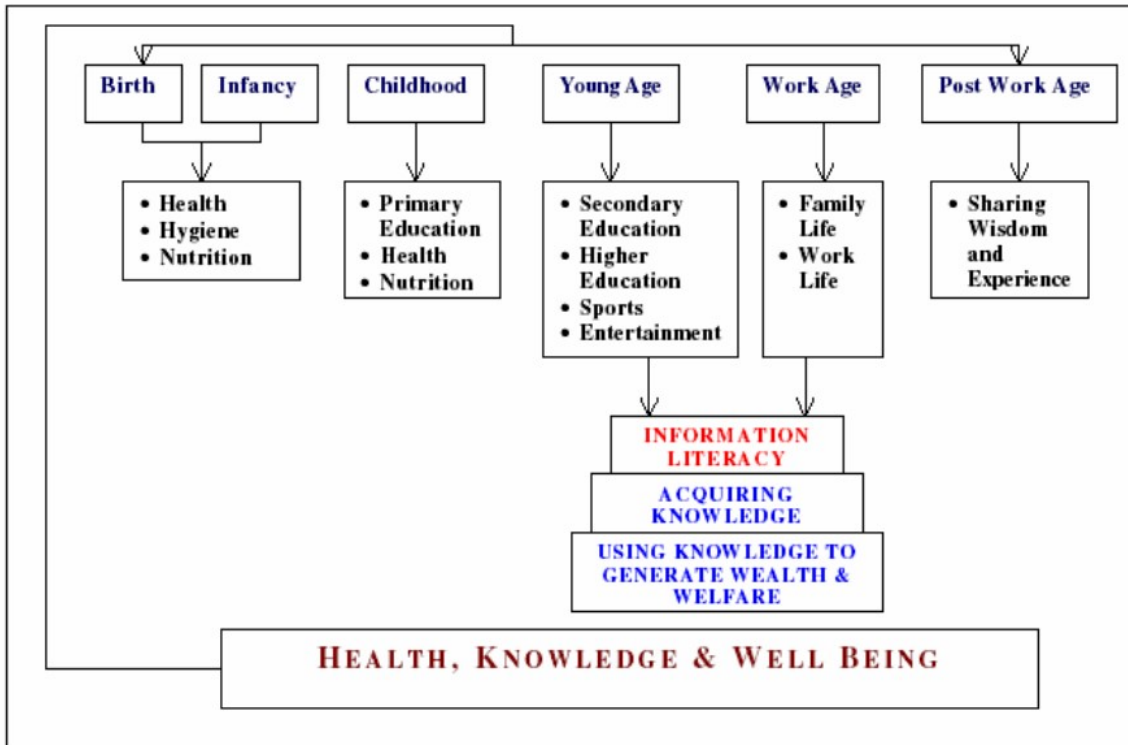 Birth
Infancy
Childhood
Young Age
Work Age
Post Work Age
• Health
• Hygiene
• Nutrition
• Primary
Education
• Health
• Nutrition
• Secondary
Education
• Higher
Education
• Sports
• Entertainment
• Family
Life
• Work
Life
• Sharing
Wisdom
and
Experience
INFORMATION
LITERACY
ACQUIRING
KNOWLEDGE
USING KNOWLEDGE TO
GENERATE WEALTH &
WELFARE
HEALTH, KNOWLEDGE & WELL BEING